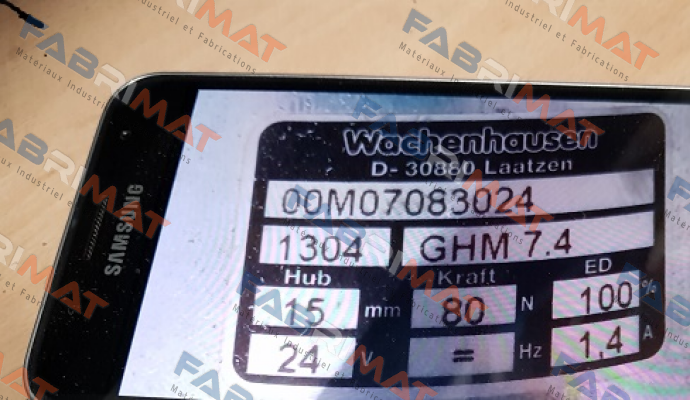 SAMSUNG
Wachenhausen
D- 30880 Laatzen
00M07083024
1304 GHM 7.4
Hub Kraft ED
15 mm 80 N 100 %
24 V = Hz 1,4 A
FABRIMAT
Materiaux Industriel et Fabrications